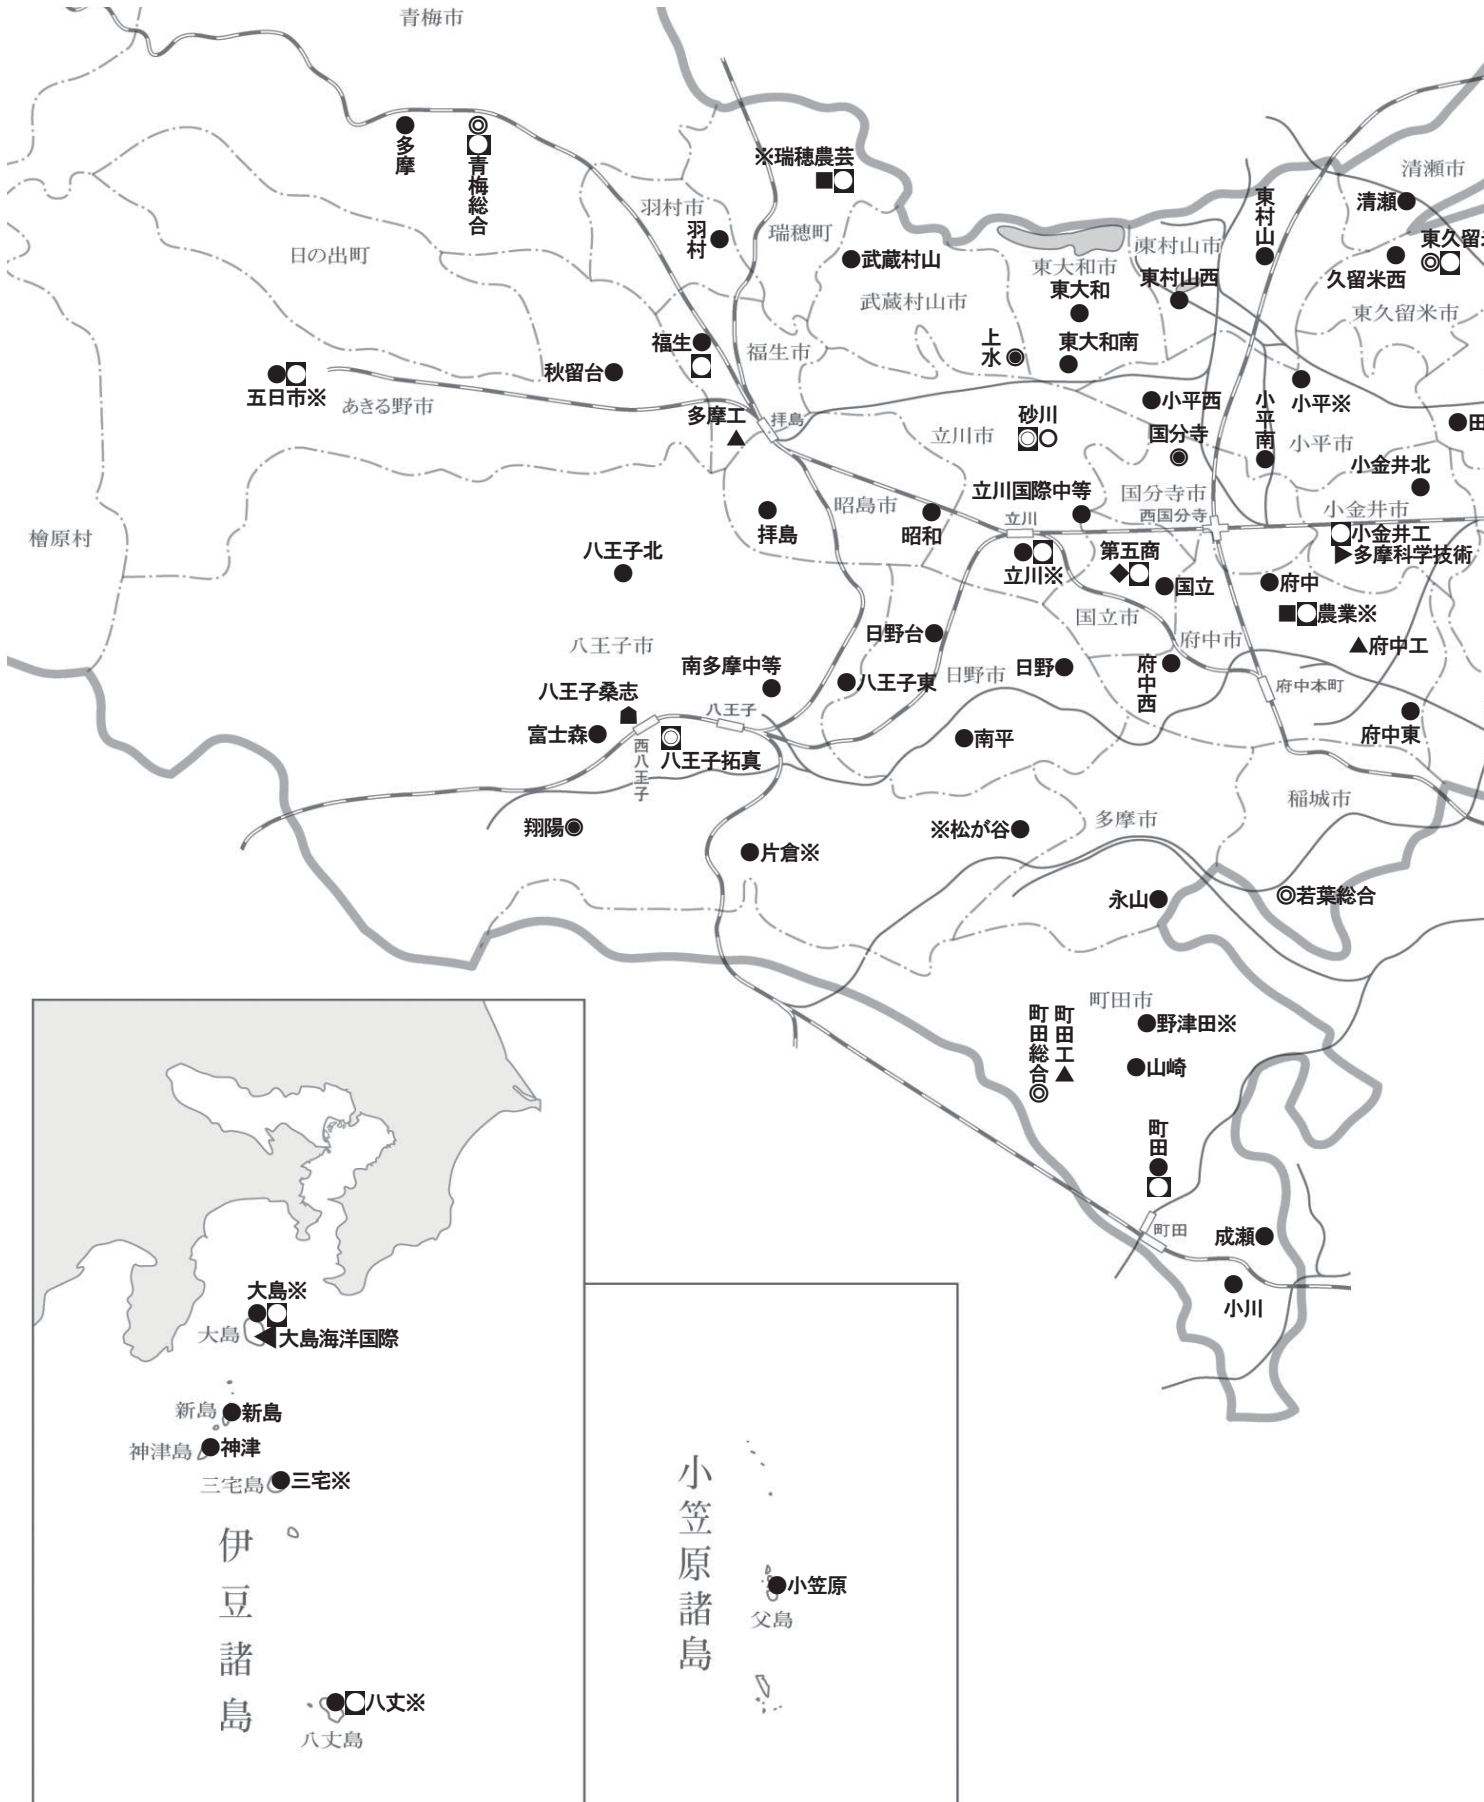 青梅市
多摩
◎
青梅総合
※瑞穂農芸
■
羽村市
羽村
瑞穂町
日の出町
武蔵村山
武蔵村山市
東大和市
東大和
東村山市
東村山西
東村山
清瀬市
清瀬
久留米西
◎
東久留米市
福生
福生市
秋留台
五日市※
あきる野市
多摩工
▲
拝島
上水◉
東大和南
小平西
小平南
小平※
小平市
砂川
立川市
国分寺
◉
国分寺市
西国分寺
小金井北
小金井市
小金井工
▶多摩科学技術
檜原村
拝島
昭島市
昭和
立川国際中等
立川
立川※
第五商
◆
国立
国立市
府中
■農業※
▲府中工
府中市
府中西
府中本町
府中東
八王子北
八王子市
南多摩中等
日野台
八王子東
日野市
日野
南平
八王子桑志
富士森
西八王子
八王子
八王子拓真
翔陽◉
片倉※
※松が谷
多摩市
稲城市
永山
◎若葉総合
町田市
野津田※
山崎
町田総合◎
町田工▲
町田
町田
成瀬
小川
大島※
大島
◀大島海洋国際
新島
新島
神津島
神津
三宅島
三宅※
伊豆諸島
八丈※
八丈島
小笠原諸島
小笠原
父島